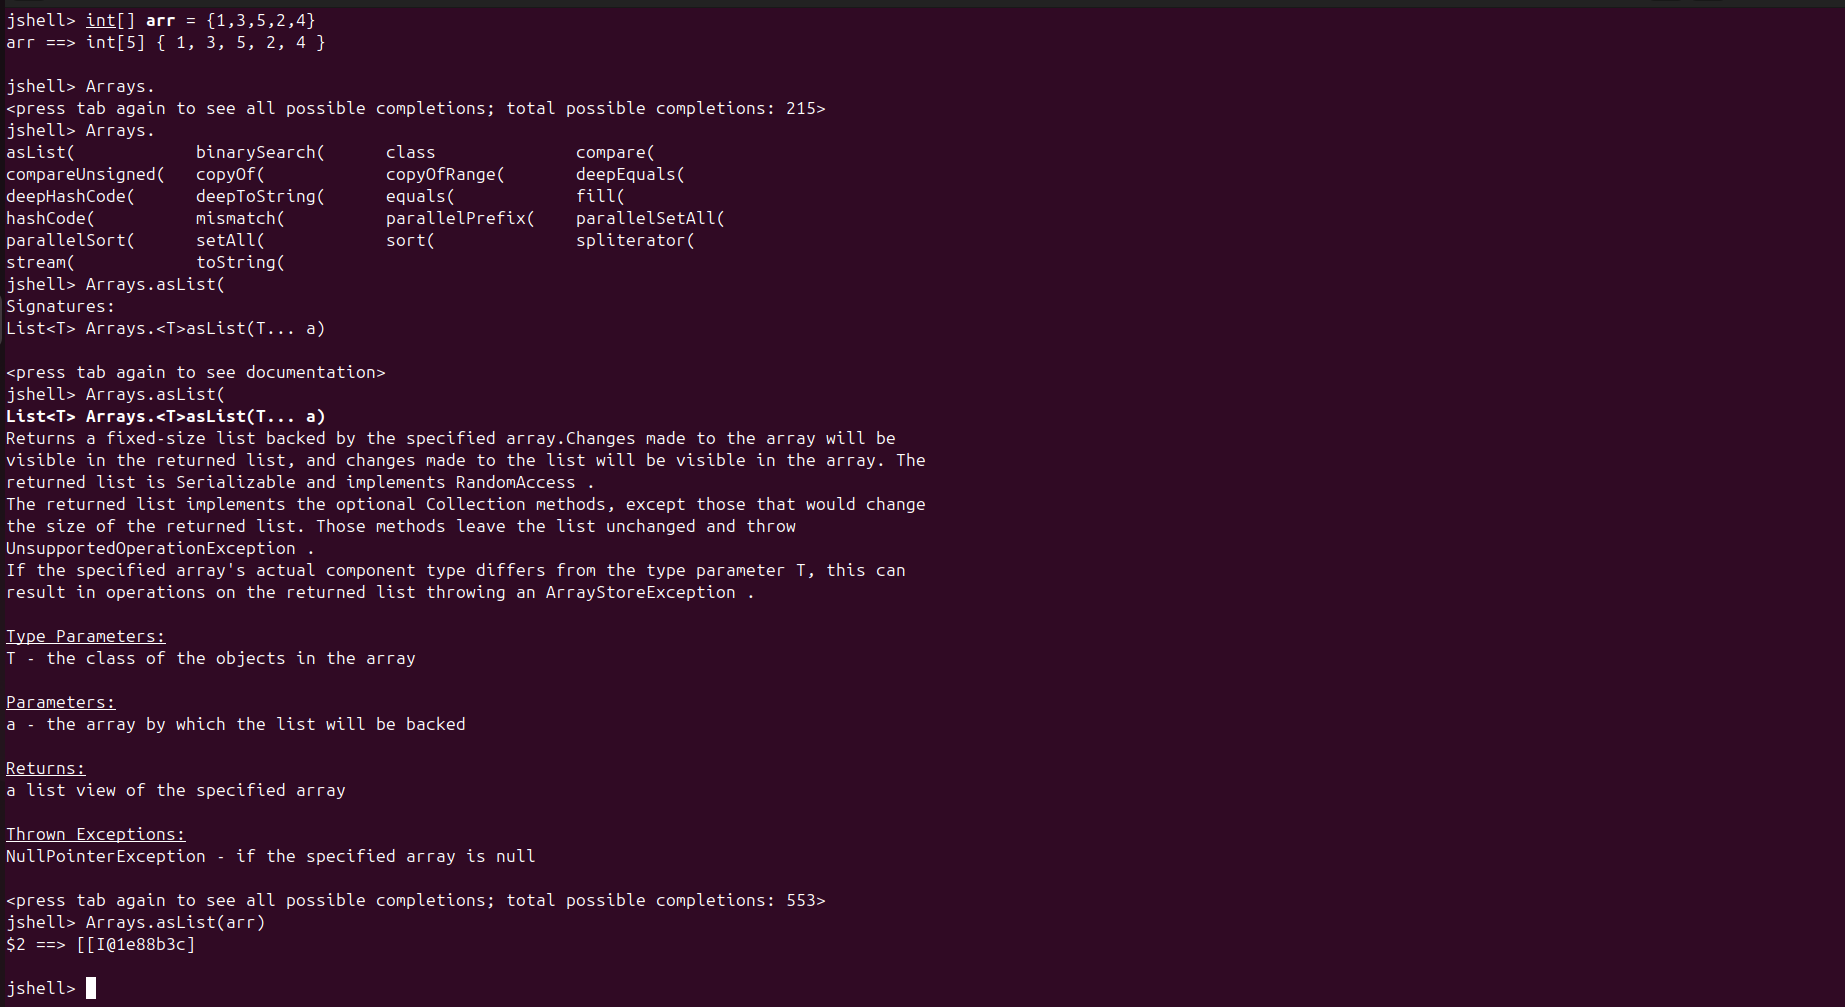 jshell> int[] arr = {1,3,5,2,4}
arr ==> int[5] { 1, 3, 5, 2, 4 }
jshell> Arrays.
<press tab again to see all possible completions; total possible completions: 215>
jshell> Arrays.
asList( binarySearch( class compare(
compareUnsigned( copyOf( copyOfRange( deepEquals(
deepHashCode( deepToString( equals( fill(
hashCode( mismatch( parallelPrefix( parallelSetAll(
parallelSort( setAll( sort( spliterator(
stream( toString(
jshell> Arrays.asList(
Signatures:
List<T> Arrays.<T>asList(T... a)
<press tab again to see documentation>
jshell> Arrays.asList(
List<T> Arrays.<T>asList(T... a)
Returns a fixed-size list backed by the specified array.Changes made to the array will be
visible in the returned list, and changes made to the list will be visible in the array. The
returned list is Serializable and implements RandomAccess .
The returned list implements the optional Collection methods, except those that would change
the size of the returned list. Those methods leave the list unchanged and throw
UnsupportedOperationException .
If the specified array's actual component type differs from the type parameter T, this can
result in operations on the returned list throwing an ArrayStoreException .
Type Parameters:
T - the class of the objects in the array
Parameters:
a - the array by which the list will be backed
Returns:
a list view of the specified array
Thrown Exceptions:
NullPointerException - if the specified array is null
<press tab again to see all possible completions; total possible completions: 553>
jshell> Arrays.asList(arr)
$2 ==> [[I@1e88b3c]
jshell>